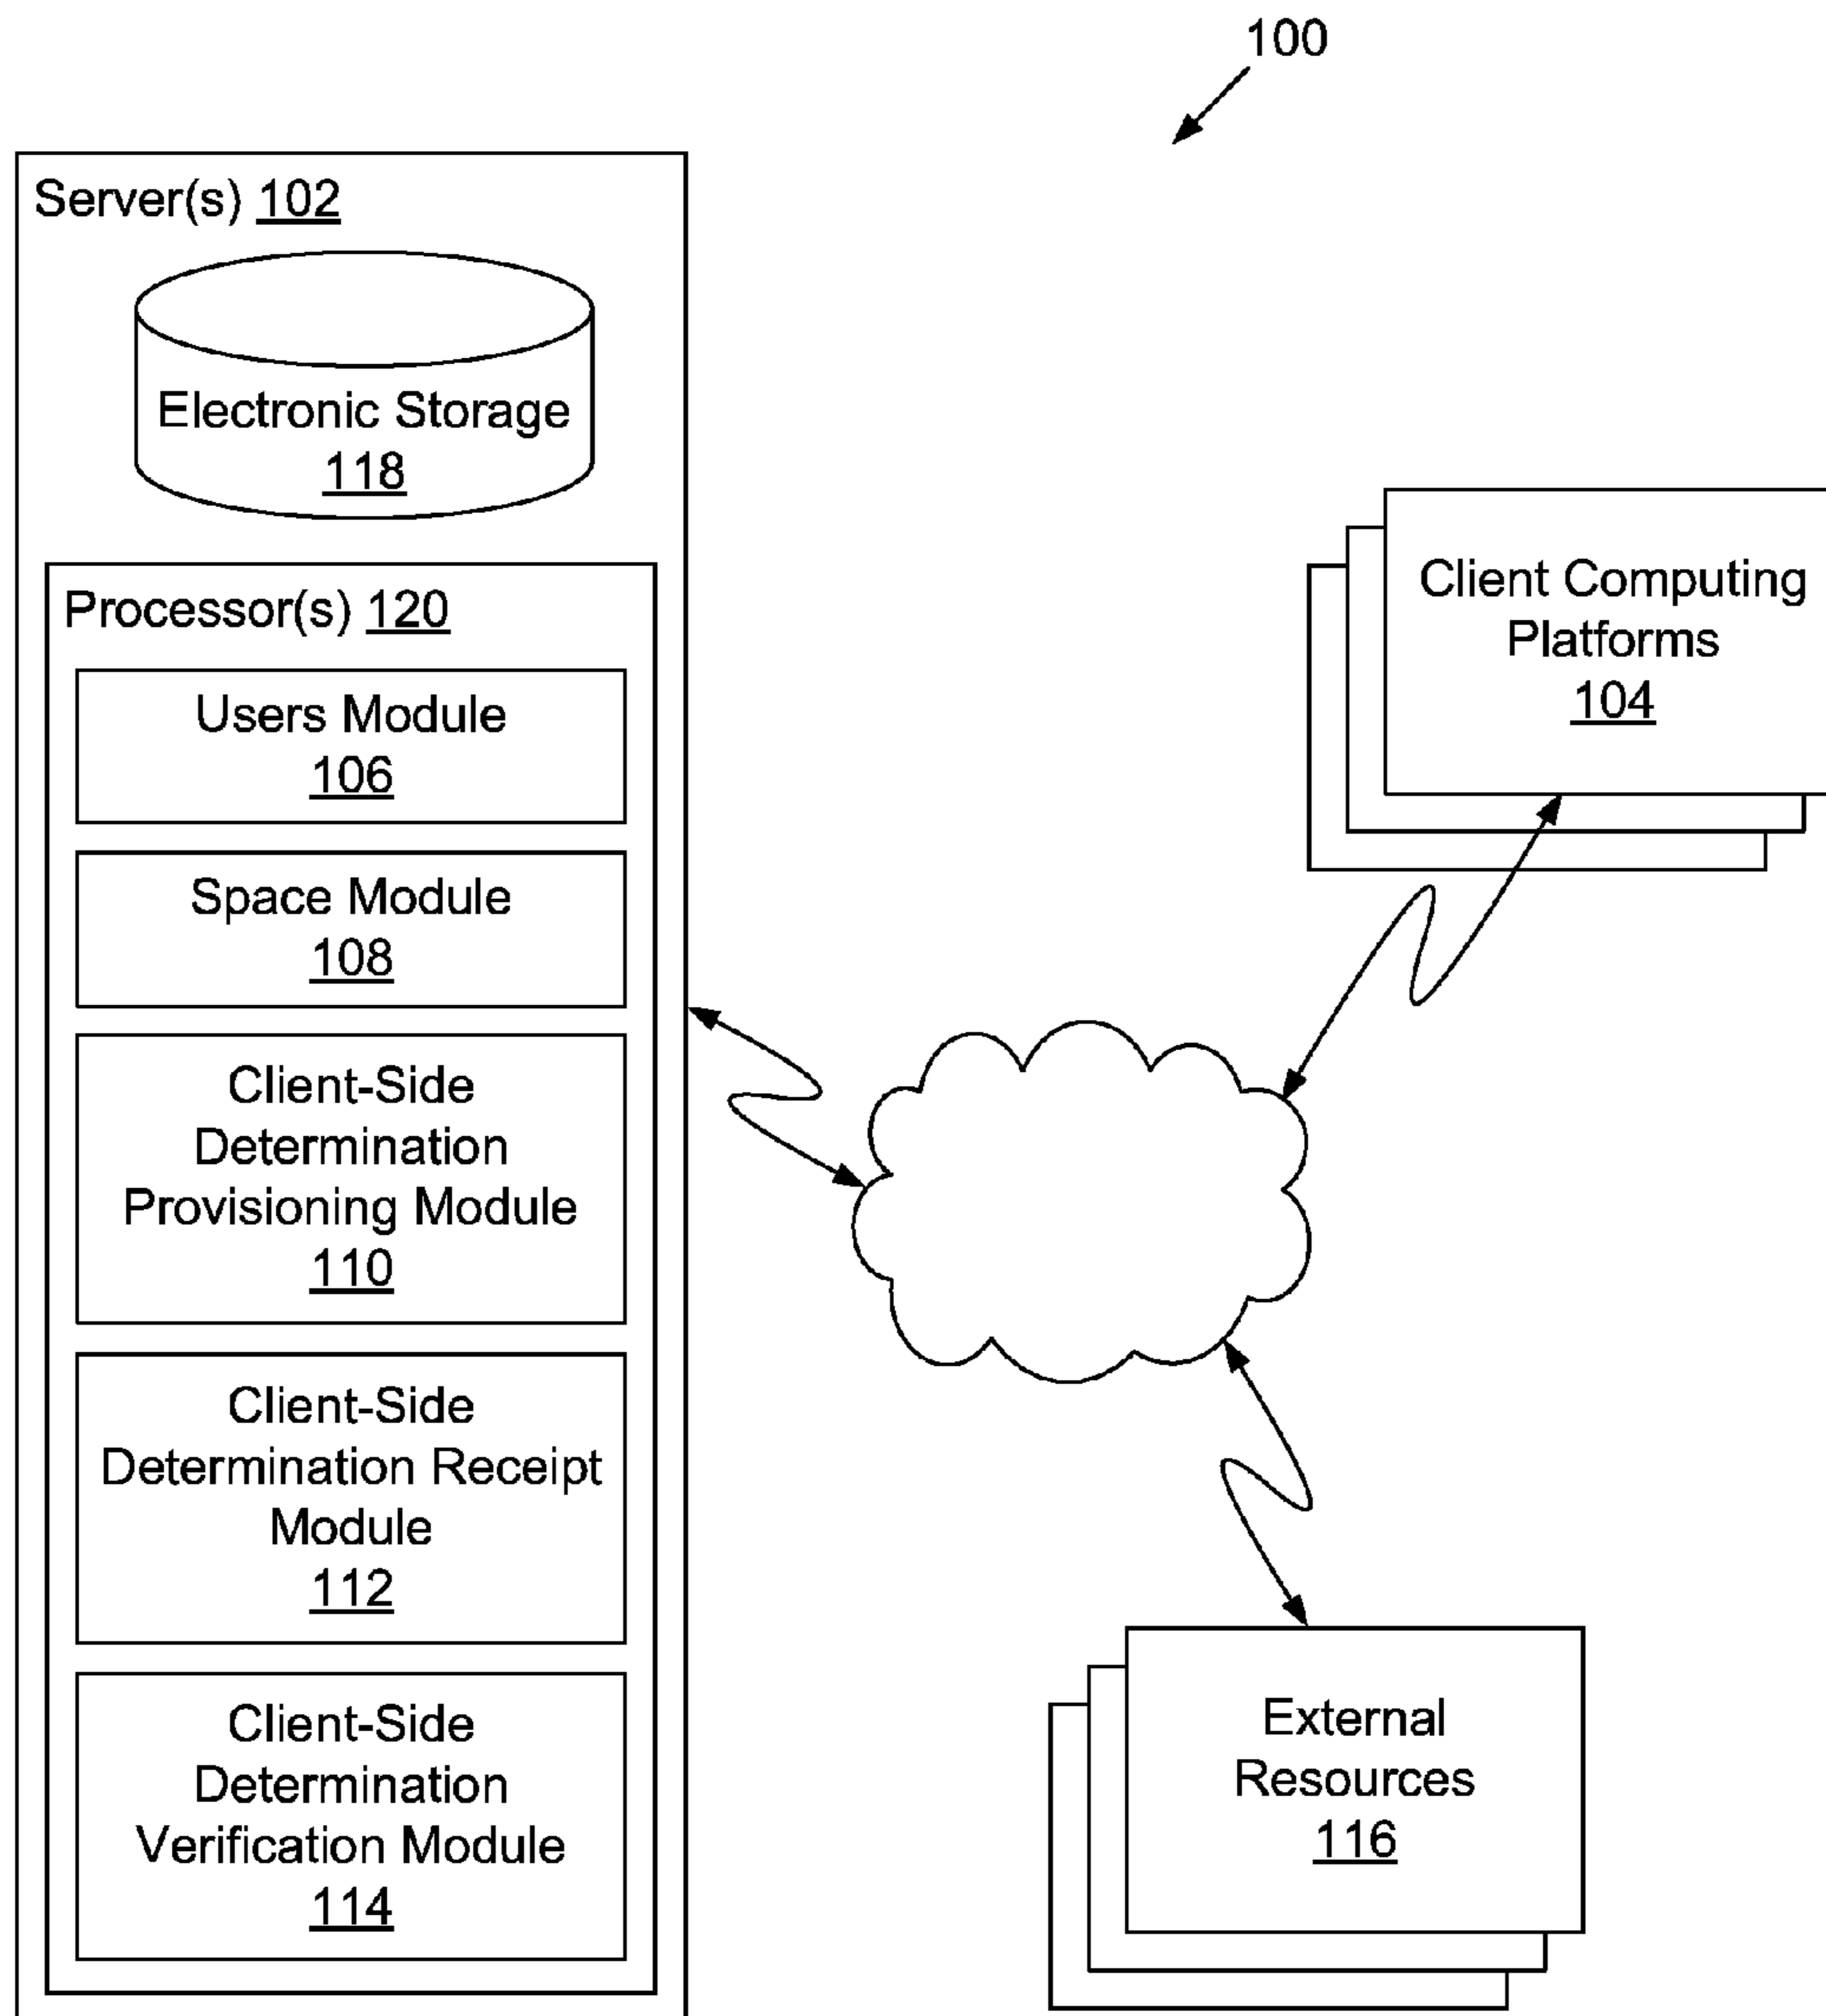 100
Server(s) 102
Electronic Storage
118
Processor(s) 120
Users Module
106
Space Module
108
Client-Side
Determination
Provisioning Module
110
Client-Side
Determination Receipt
Module
112
Client-Side
Determination
Verification Module
114
Client Computing
Platforms
104
External
Resources
116